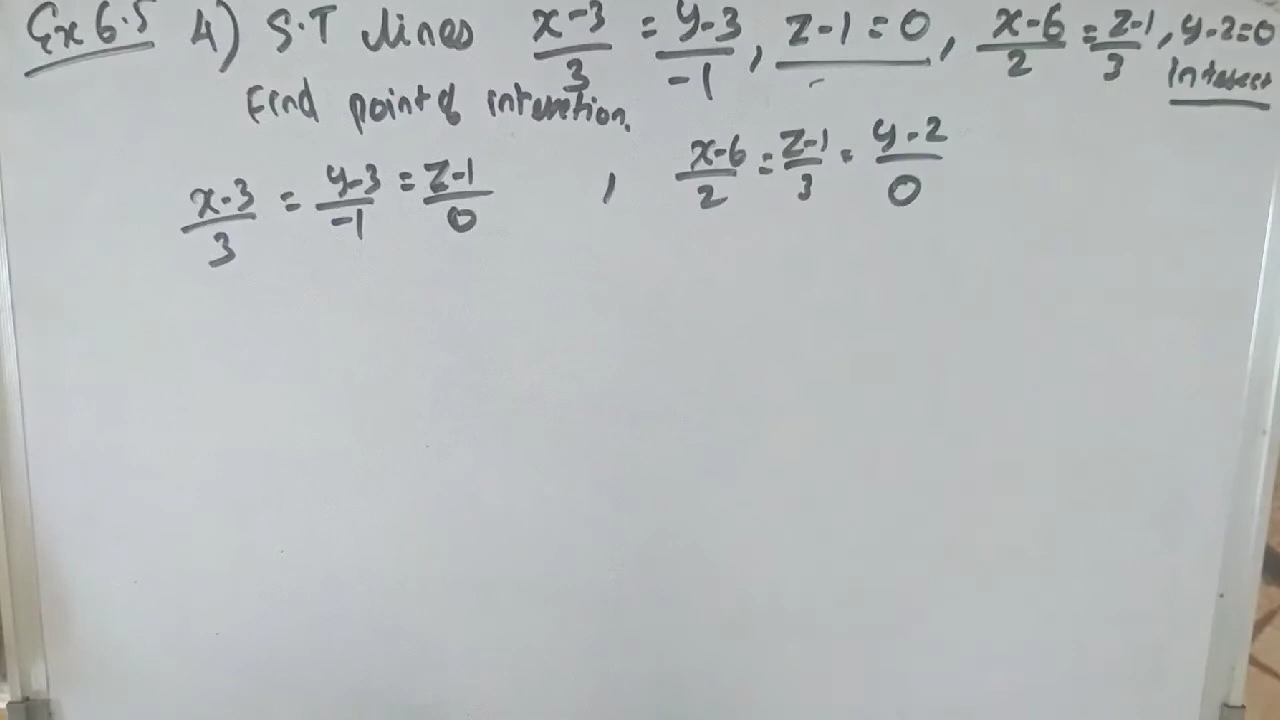 Ex 6.5 4) S.T lines x-3/3 = y-3/-1, z-1=0, x-6/2 = z-1/3, y-2=0
Find point of intersection. Intersect
x-3/3 = y-3/-1 = z-1/0 , x-6/2 = z-1/3 = y-2/0